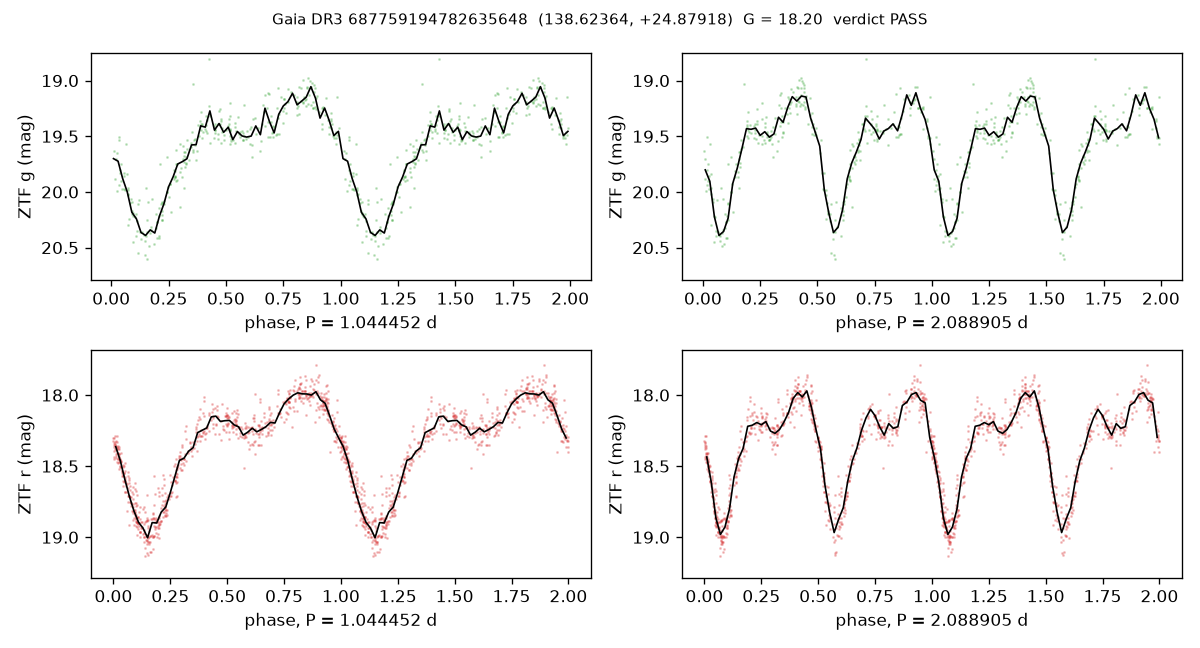 Gaia DR3 687759194782635648  (138.62364, +24.87918)  G = 18.20  verdict PASS
ZTF g (mag)
19.0
19.5
20.0
20.5
0.00 0.25 0.50 0.75 1.00 1.25 1.50 1.75 2.00
phase, P = 1.044452 d
ZTF g (mag)
19.0
19.5
20.0
20.5
0.00 0.25 0.50 0.75 1.00 1.25 1.50 1.75 2.00
phase, P = 2.088905 d
ZTF r (mag)
18.0
18.5
19.0
0.00 0.25 0.50 0.75 1.00 1.25 1.50 1.75 2.00
phase, P = 1.044452 d
ZTF r (mag)
18.0
18.5
19.0
0.00 0.25 0.50 0.75 1.00 1.25 1.50 1.75 2.00
phase, P = 2.088905 d